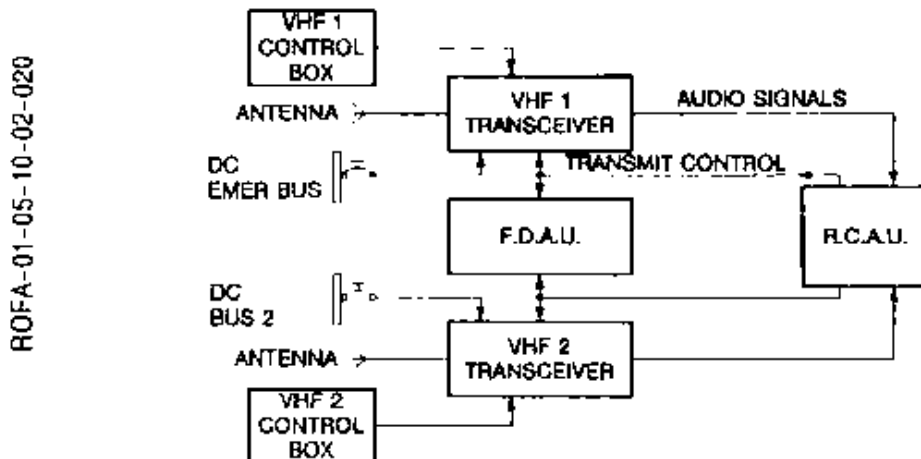 ROFA-01-05-10-02-020
VHF 1
CONTROL
BOX
ANTENNA
VHF 1
TRANSCEIVER
AUDIO SIGNALS
DC
EMER BUS
TRANSMIT CONTROL
F.D.A.U.
R.C.A.U.
DC
BUS 2
ANTENNA
VHF 2
TRANSCEIVER
VHF 2
CONTROL
BOX